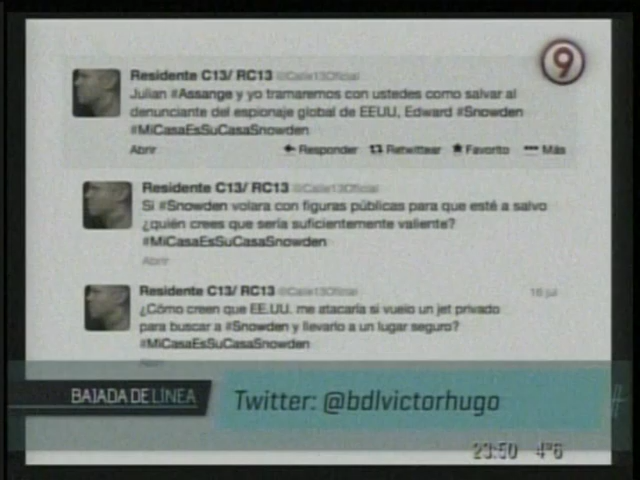 9
Residente C13/ RC13 @Calle13Oficial
Julian #Assange y yo tramaremos con ustedes como salvar al
denunciante del espionaje global de EEUU, Edward #Snowden
#MiCasaEsSuCasaSnowden
Abrir Responder Retwittear Favorito Más
Residente C13/ RC13 @Calle13Oficial
Si #Snowden volara con figuras públicas para que esté a salvo
¿quién crees que sería suficientemente valiente?
#MiCasaEsSuCasaSnowden
Abrir
Residente C13/ RC13 @Calle13Oficial 16 jul
¿Cómo creen que EE.UU. me atacaría si vuelo un jet privado
para buscar a #Snowden y llevarlo a un lugar seguro?
#MiCasaEsSuCasaSnowden
BAJADA DE LÍNEA Twitter: @bdlvictorhugo #
23:50 4°6